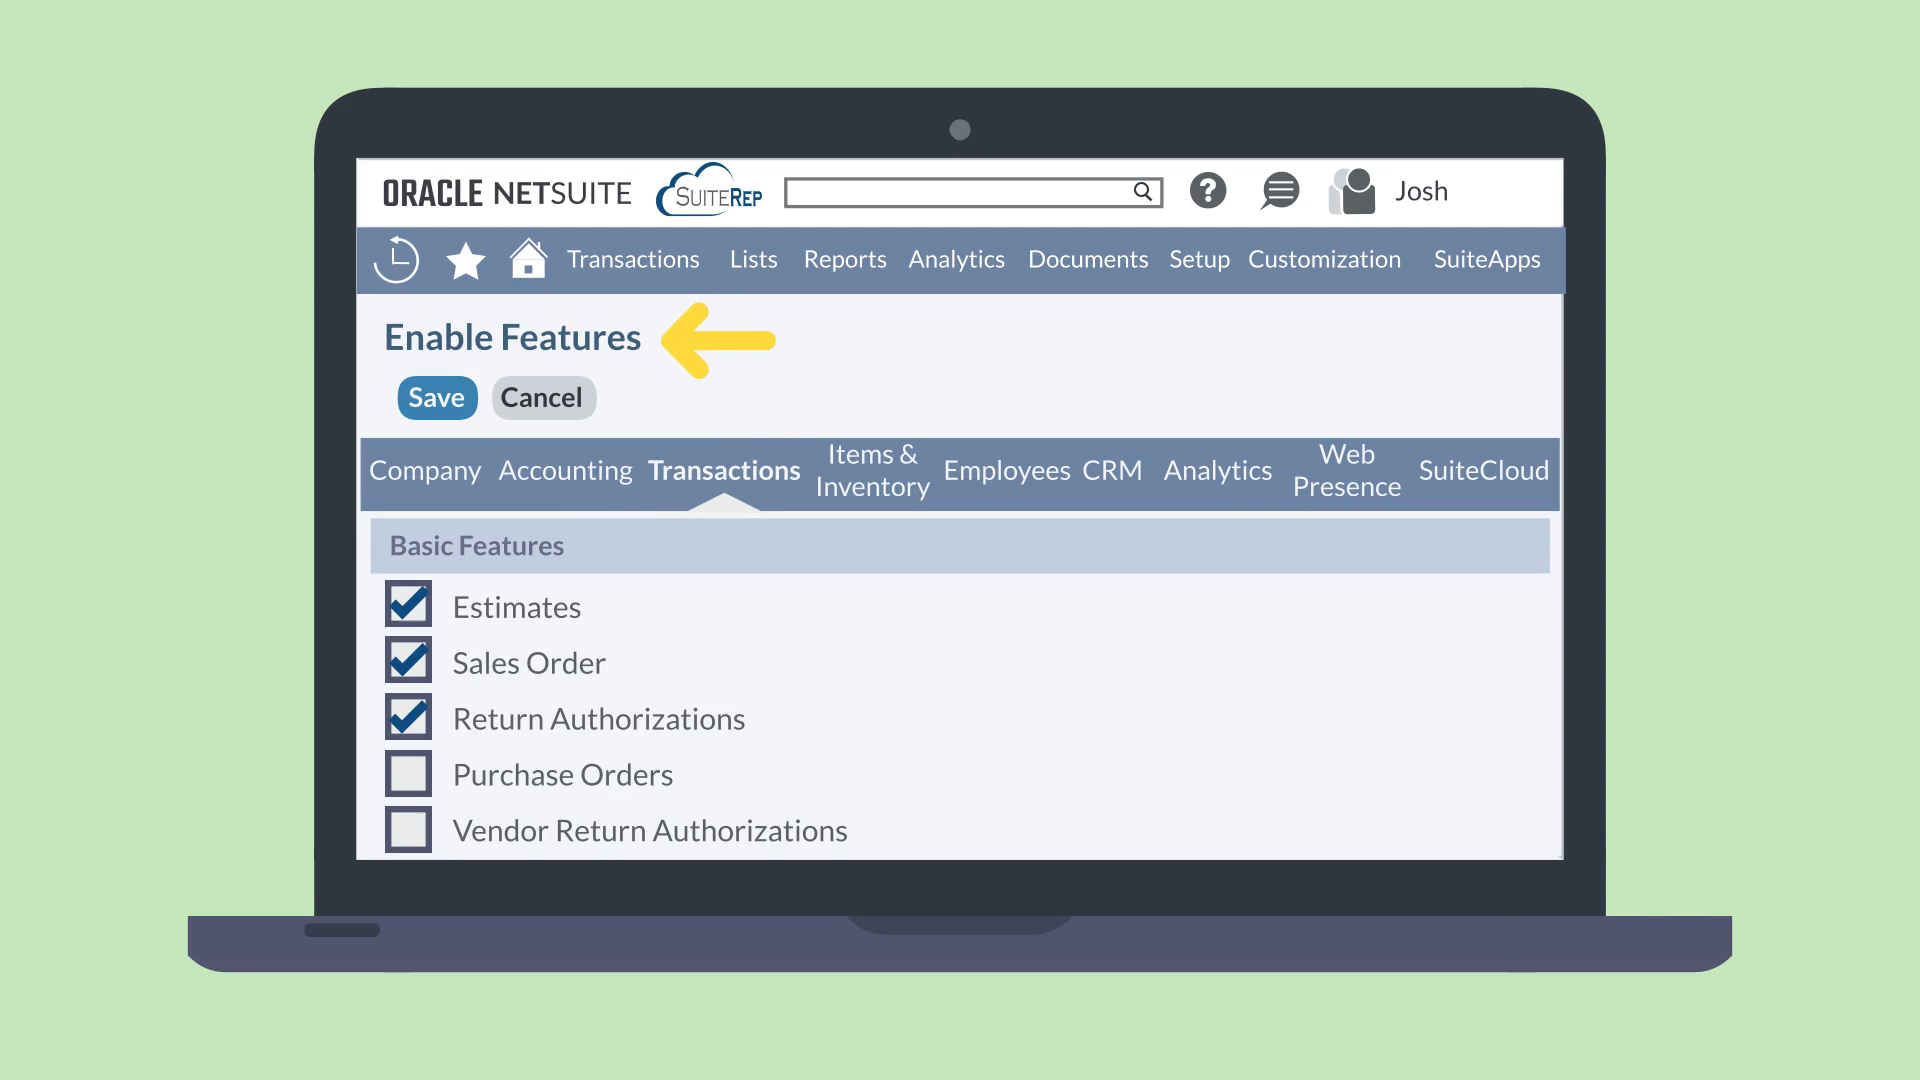 ORACLE NETSUITE SUITEREP ? Josh
Transactions Lists Reports Analytics Documents Setup Customization SuiteApps
Enable Features
Save Cancel
Company Accounting Transactions Items & Inventory Employees CRM Analytics Web Presence SuiteCloud
Basic Features
Estimates
Sales Order
Return Authorizations
Purchase Orders
Vendor Return Authorizations